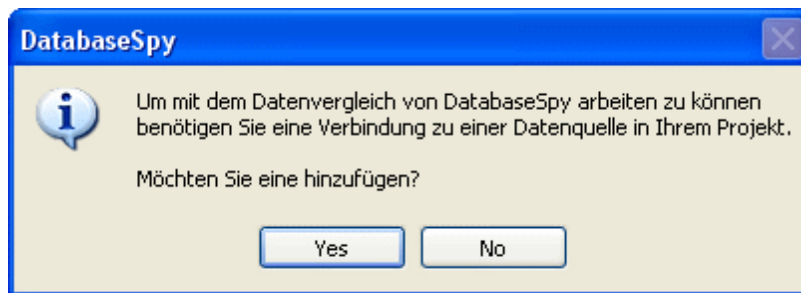 DatabaseSpy
Um mit dem Datenvergleich von DatabaseSpy arbeiten zu können
benötigen Sie eine Verbindung zu einer Datenquelle in Ihrem Projekt.
Möchten Sie eine hinzufügen?
Yes
No